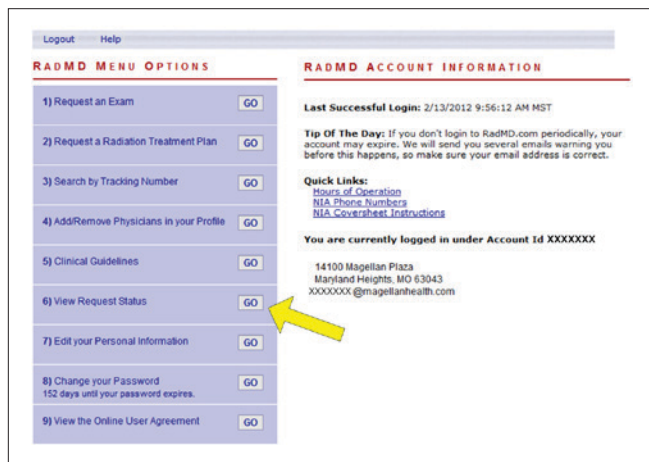 Logout Help
RADMD MENU OPTIONS
1) Request an Exam GO
2) Request a Radiation Treatment Plan GO
3) Search by Tracking Number GO
4) Add/Remove Physicians in your Profile GO
5) Clinical Guidelines GO
6) View Request Status GO
7) Edit your Personal Information GO
8) Change your Password GO
152 days until your password expires.
9) View the Online User Agreement GO
RADMD ACCOUNT INFORMATION
Last Successful Login: 2/13/2012 9:56:12 AM MST
Tip Of The Day: If you don't login to RadMD.com periodically, your
account may expire. We will send you several emails warning you
before this happens, so make sure your email address is correct.
Quick Links:
Hours of Operation
NIA Phone Numbers
NIA Coversheet Instructions
You are currently logged in under Account Id XXXXXXX
14100 Magellan Plaza
Maryland Heights, MO 63043
XXXXXXX@magellanhealth.com